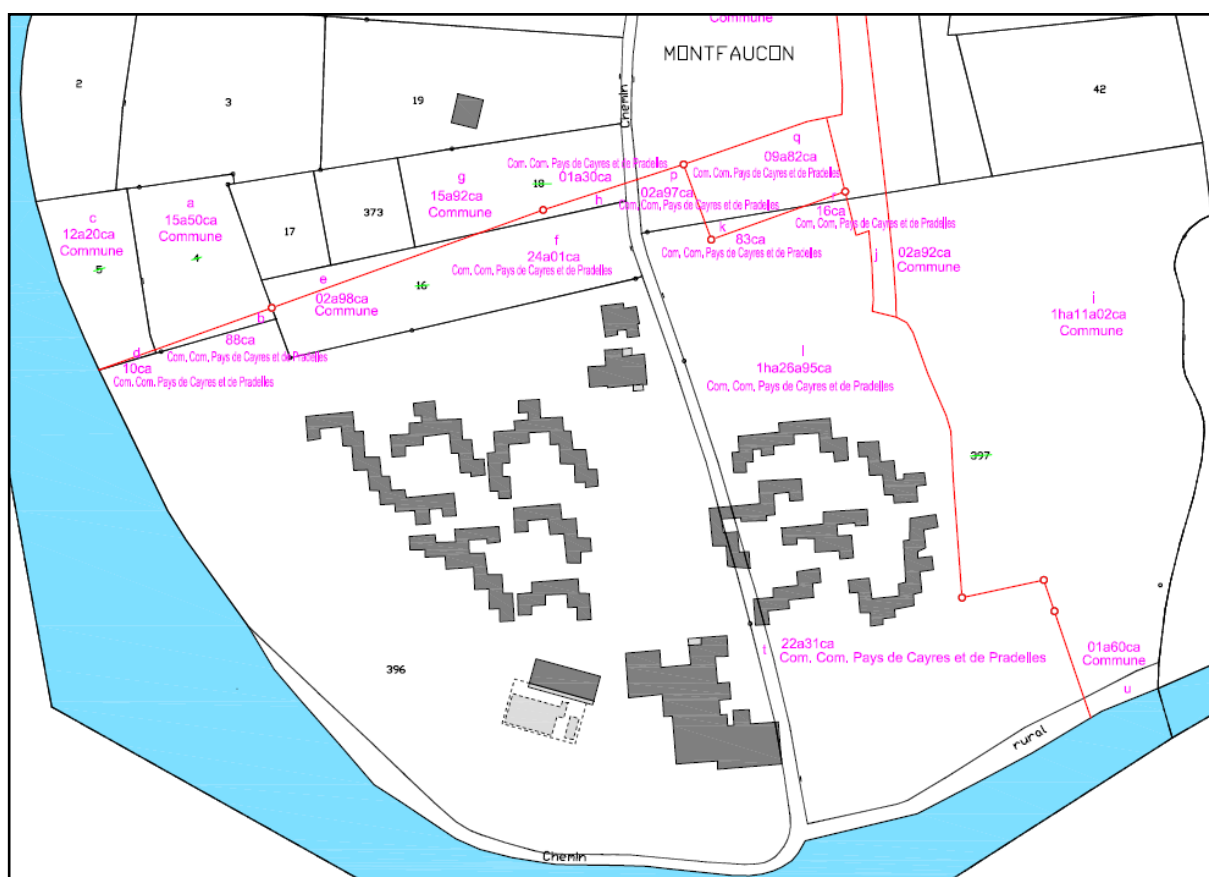 Commune
MONTFAUCON
Chemin
2
3
19
42
q
09a82ca
Com. Com. Pays de Cayres et de Pradelles
Com. Com. Pays de Cayres et de Pradelles
18
01a30ca
g
15a92ca
Commune
h
p
02a97ca
Com. Com. Pays de Cayres et de Pradelles
a
15a50ca
Commune
4
c
12a20ca
Commune
5
17
373
k
83ca
Com. Com. Pays de Cayres et de Pradelles
16ca
Com. Com. Pays de Cayres et de Pradelles
j
02a92ca
Commune
f
24a01ca
Com. Com. Pays de Cayres et de Pradelles
e
02a98ca
Commune
16
i
1ha11a02ca
Commune
b
88ca
Com. Com. Pays de Cayres et de Pradelles
d
10ca
Com. Com. Pays de Cayres et de Pradelles
l
1ha26a95ca
Com. Com. Pays de Cayres et de Pradelles
397
396
t
22a31ca
Com. Com. Pays de Cayres et de Pradelles
01a60ca
Commune
u
rural
Chemin